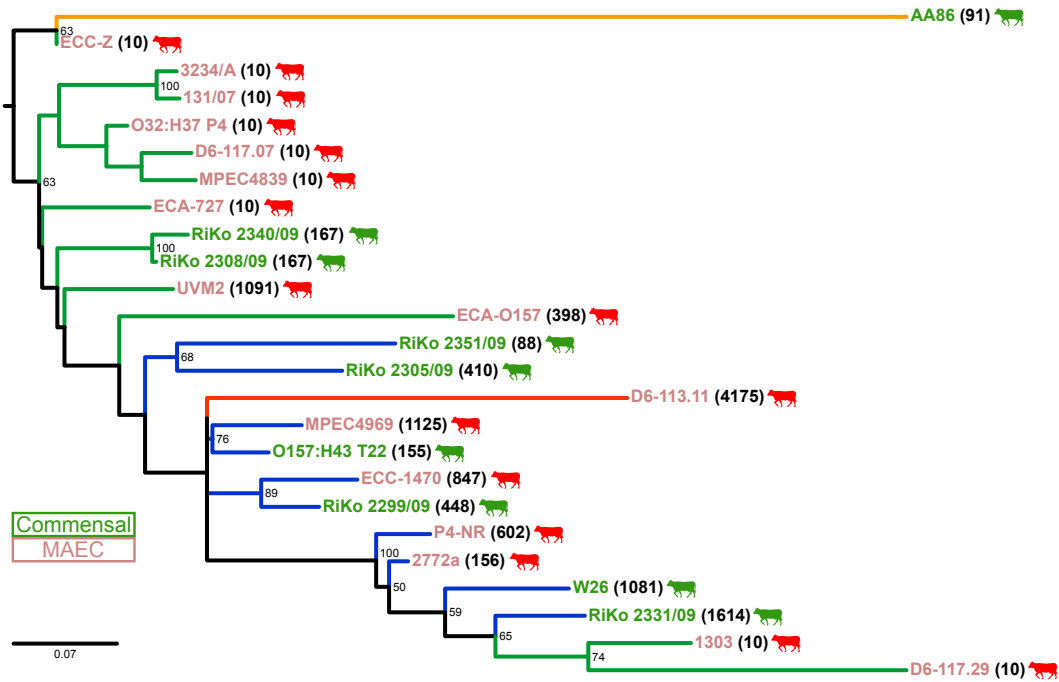 AA86 (91)
63
ECC-Z (10)
3234/A (10)
100
131/07 (10)
O32:H37 P4 (10)
D6-117.07 (10)
MPEC4839 (10)
63
ECA-727 (10)
RiKo 2340/09 (167)
100
RiKo 2308/09 (167)
UVM2 (1091)
ECA-O157 (398)
RiKo 2351/09 (88)
68
RiKo 2305/09 (410)
D6-113.11 (4175)
MPEC4969 (1125)
76
O157:H43 T22 (155)
ECC-1470 (847)
89
RiKo 2299/09 (448)
Commensal
MAEC
P4-NR (602)
100
2772a (156)
50
W26 (1081)
59
RiKo 2331/09 (1614)
65
1303 (10)
74
D6-117.29 (10)
0.07